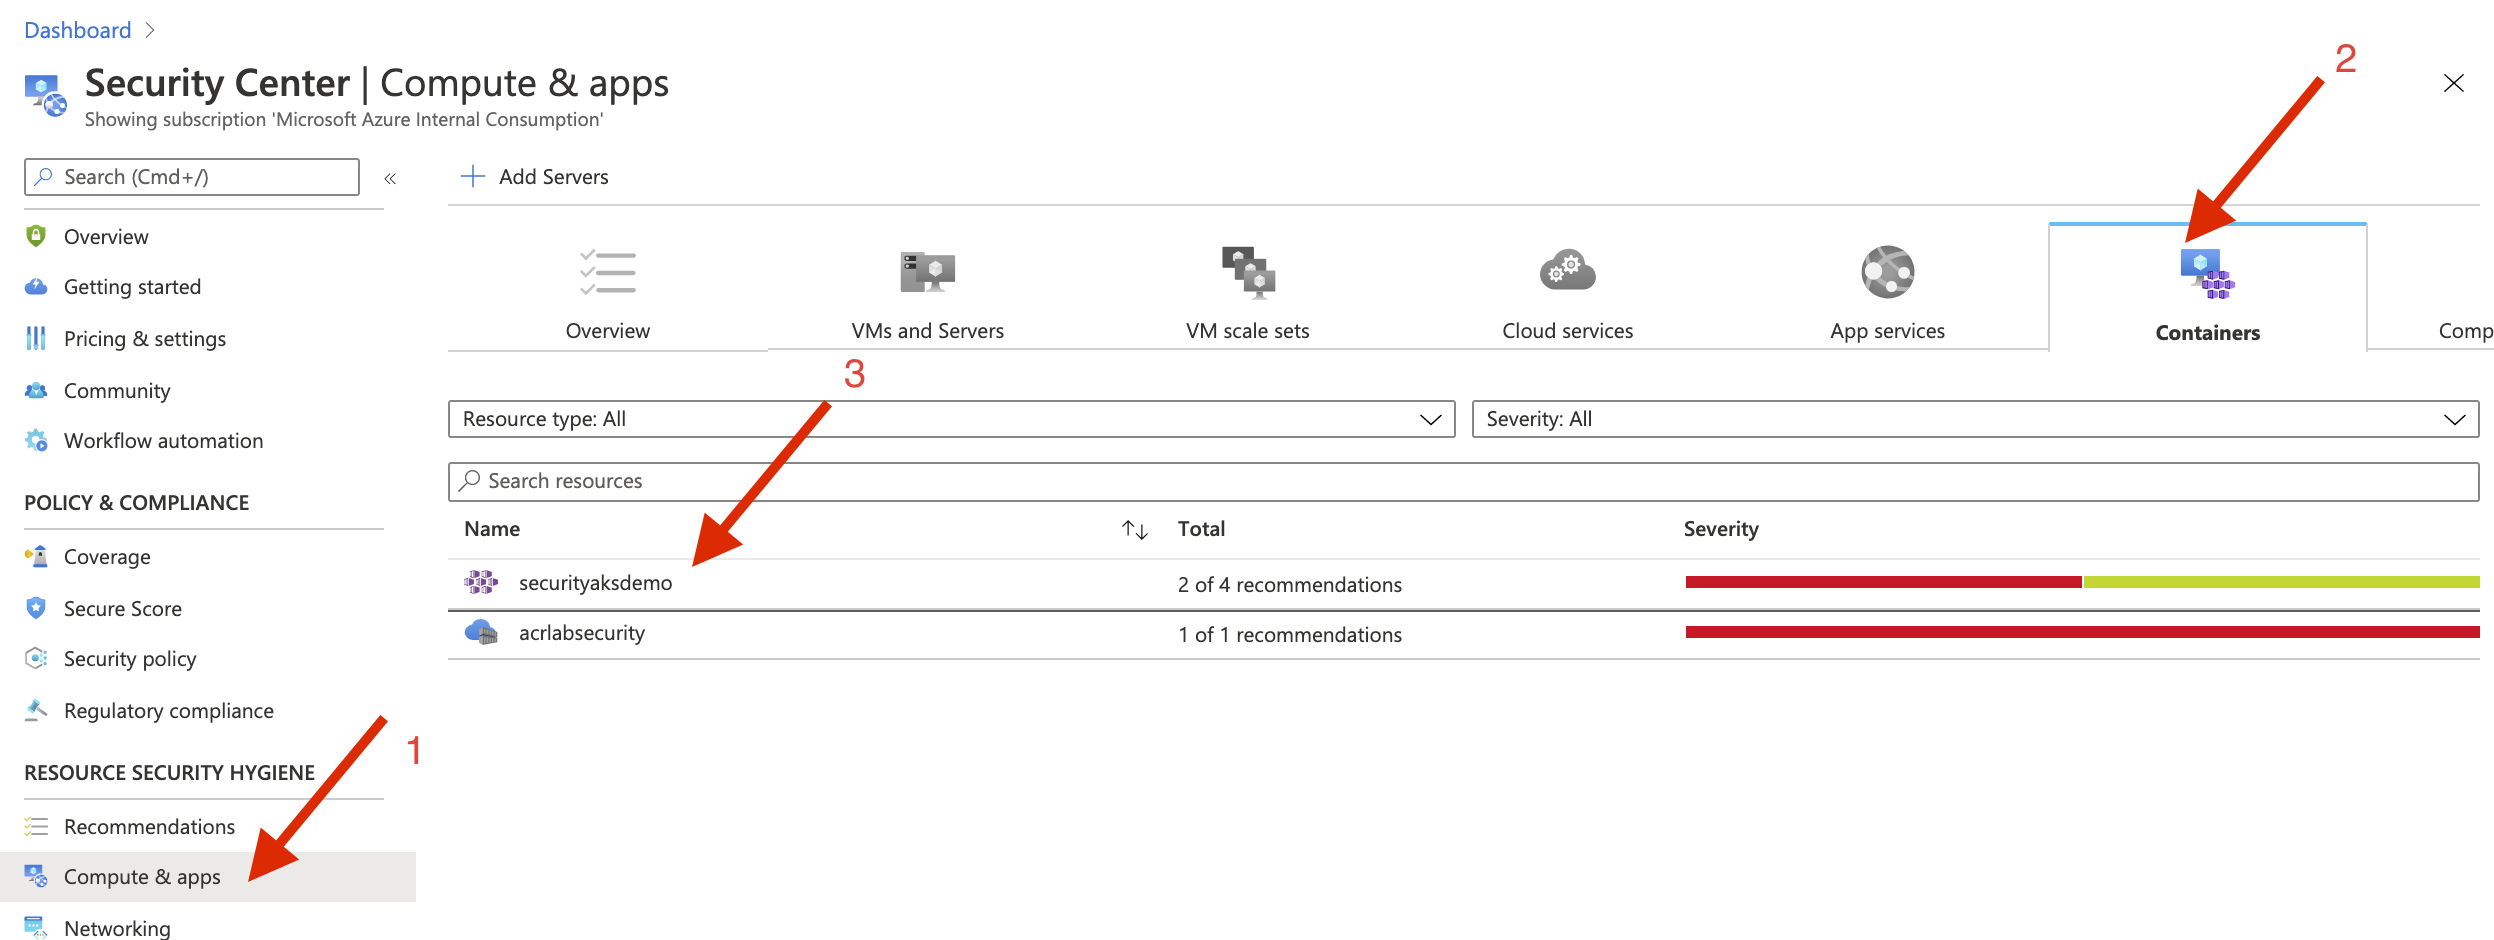 Dashboard
Security Center | Compute & apps
Showing subscription 'Microsoft Azure Internal Consumption'
2
Search (Cmd+/)
«
Add Servers
Overview
Getting started
Pricing & settings
Community
Workflow automation
POLICY & COMPLIANCE
Coverage
Secure Score
Security policy
Regulatory compliance
1
RESOURCE SECURITY HYGIENE
Recommendations
Compute & apps
Networking
Overview
VMs and Servers
VM scale sets
Cloud services
App services
Containers
Comp
3
Resource type: All
Severity: All
Search resources
Name Total Severity
securityaksdemo 2 of 4 recommendations
acrlabsecurity 1 of 1 recommendations